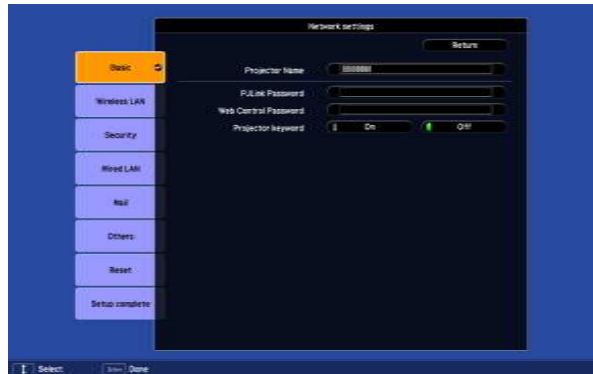 Network settings
Return
Basic
Projector Name
Wireless LAN
PJLink Password
Web Control Password
Security
Projector keyword
On
Off
Wired LAN
Mail
Others
Reset
Setup complete
Select
Done